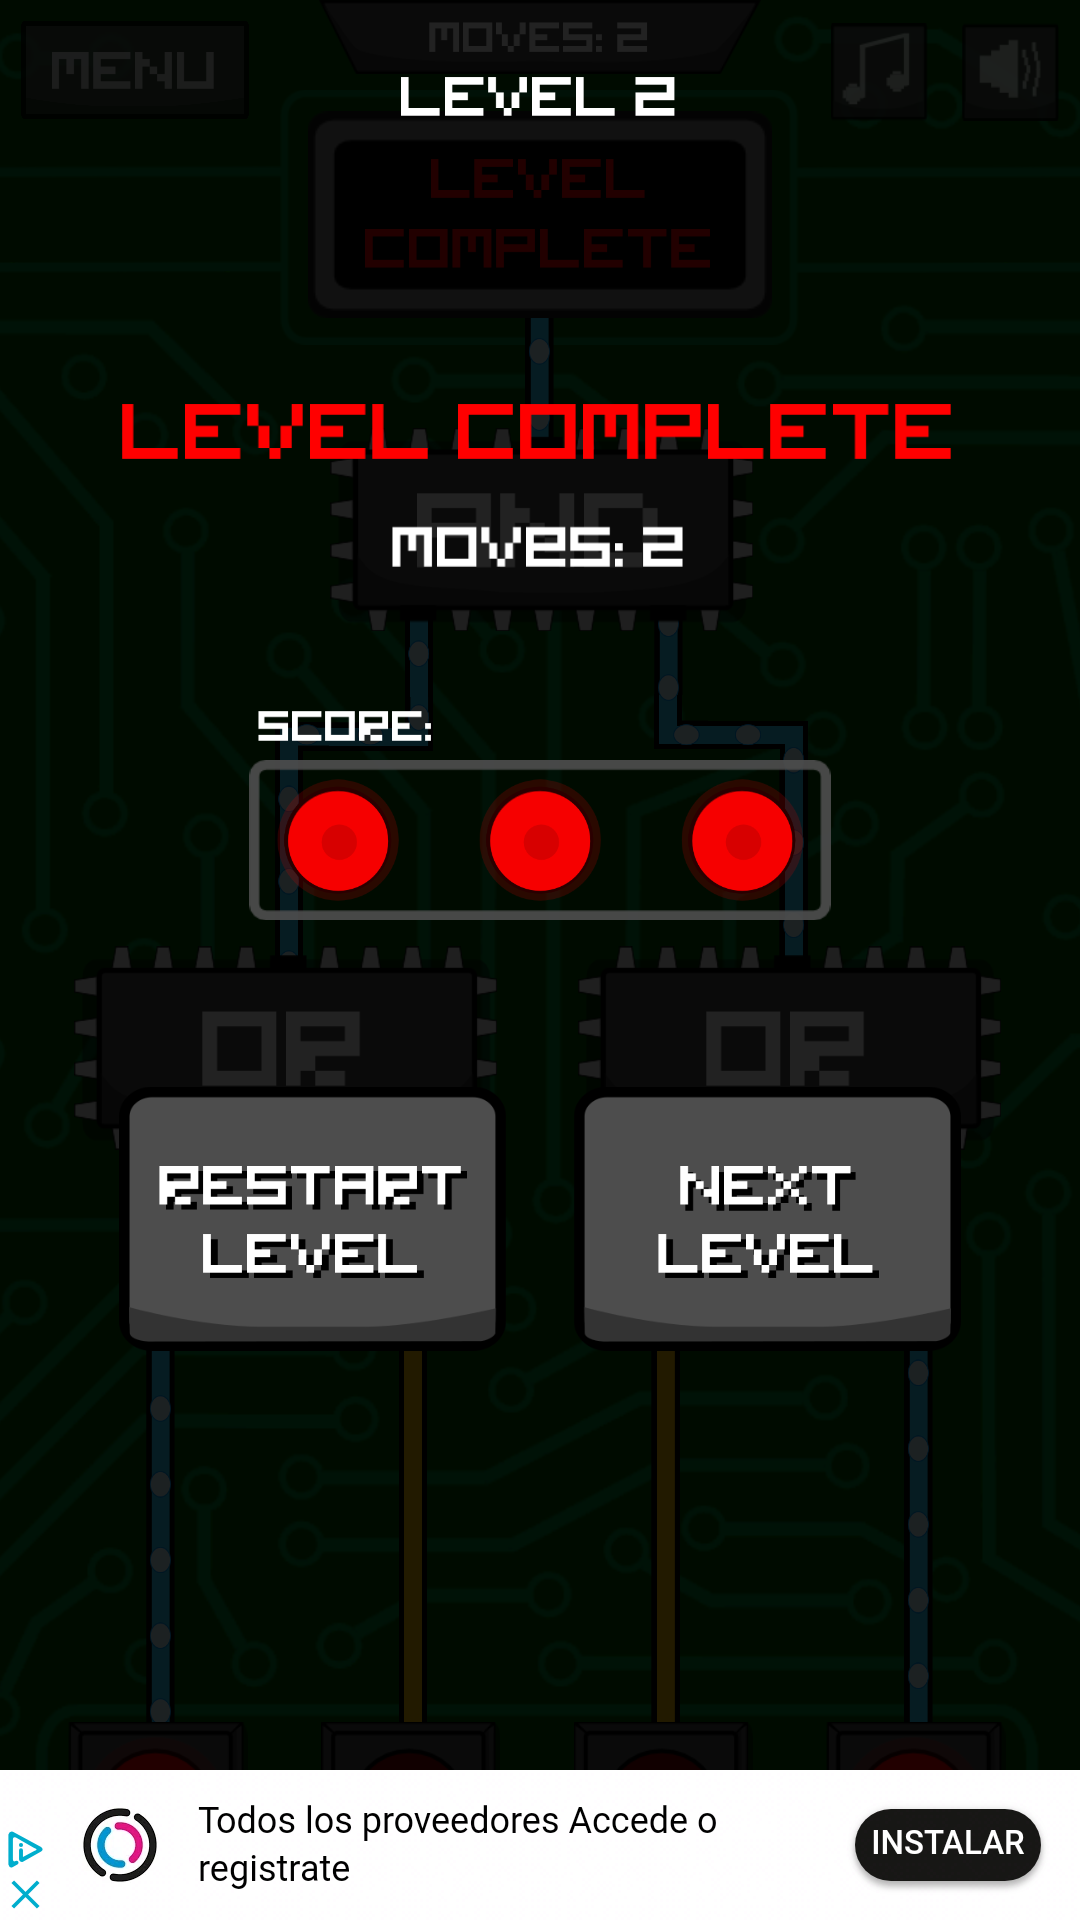 MOVES: 2
MENU
LEVEL 2
LEVEL
COMPLETE
LEVEL COMPLETE
AND
MOVES: 2
SCORE:
OR
OR
RESTART
LEVEL
NEXT
LEVEL
Todos los proveedores Accede o
registrate
INSTALAR